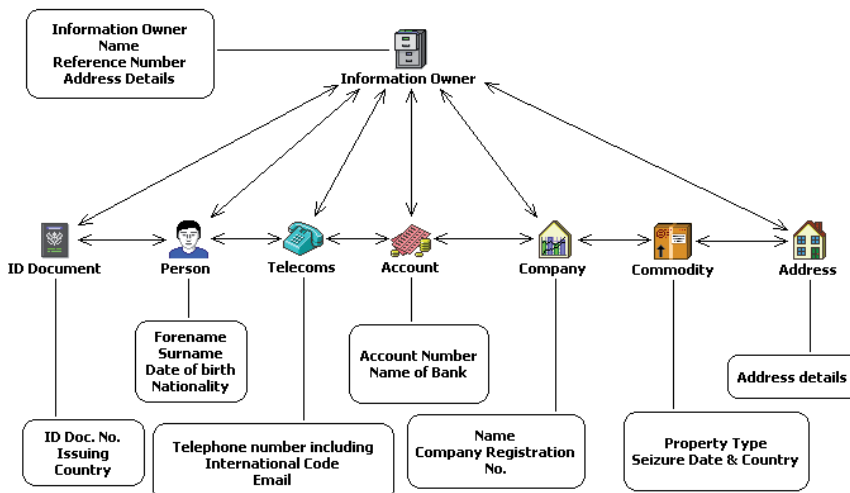 Information Owner
Name
Reference Number
Address Details
Information Owner
ID Document
Person
Telecoms
Account
Company
Commodity
Address
Forename
Surname
Date of birth
Nationality
Account Number
Name of Bank
Address details
ID Doc. No.
Issuing
Country
Telephone number including
International Code
Email
Name
Company Registration
No.
Property Type
Seizure Date & Country